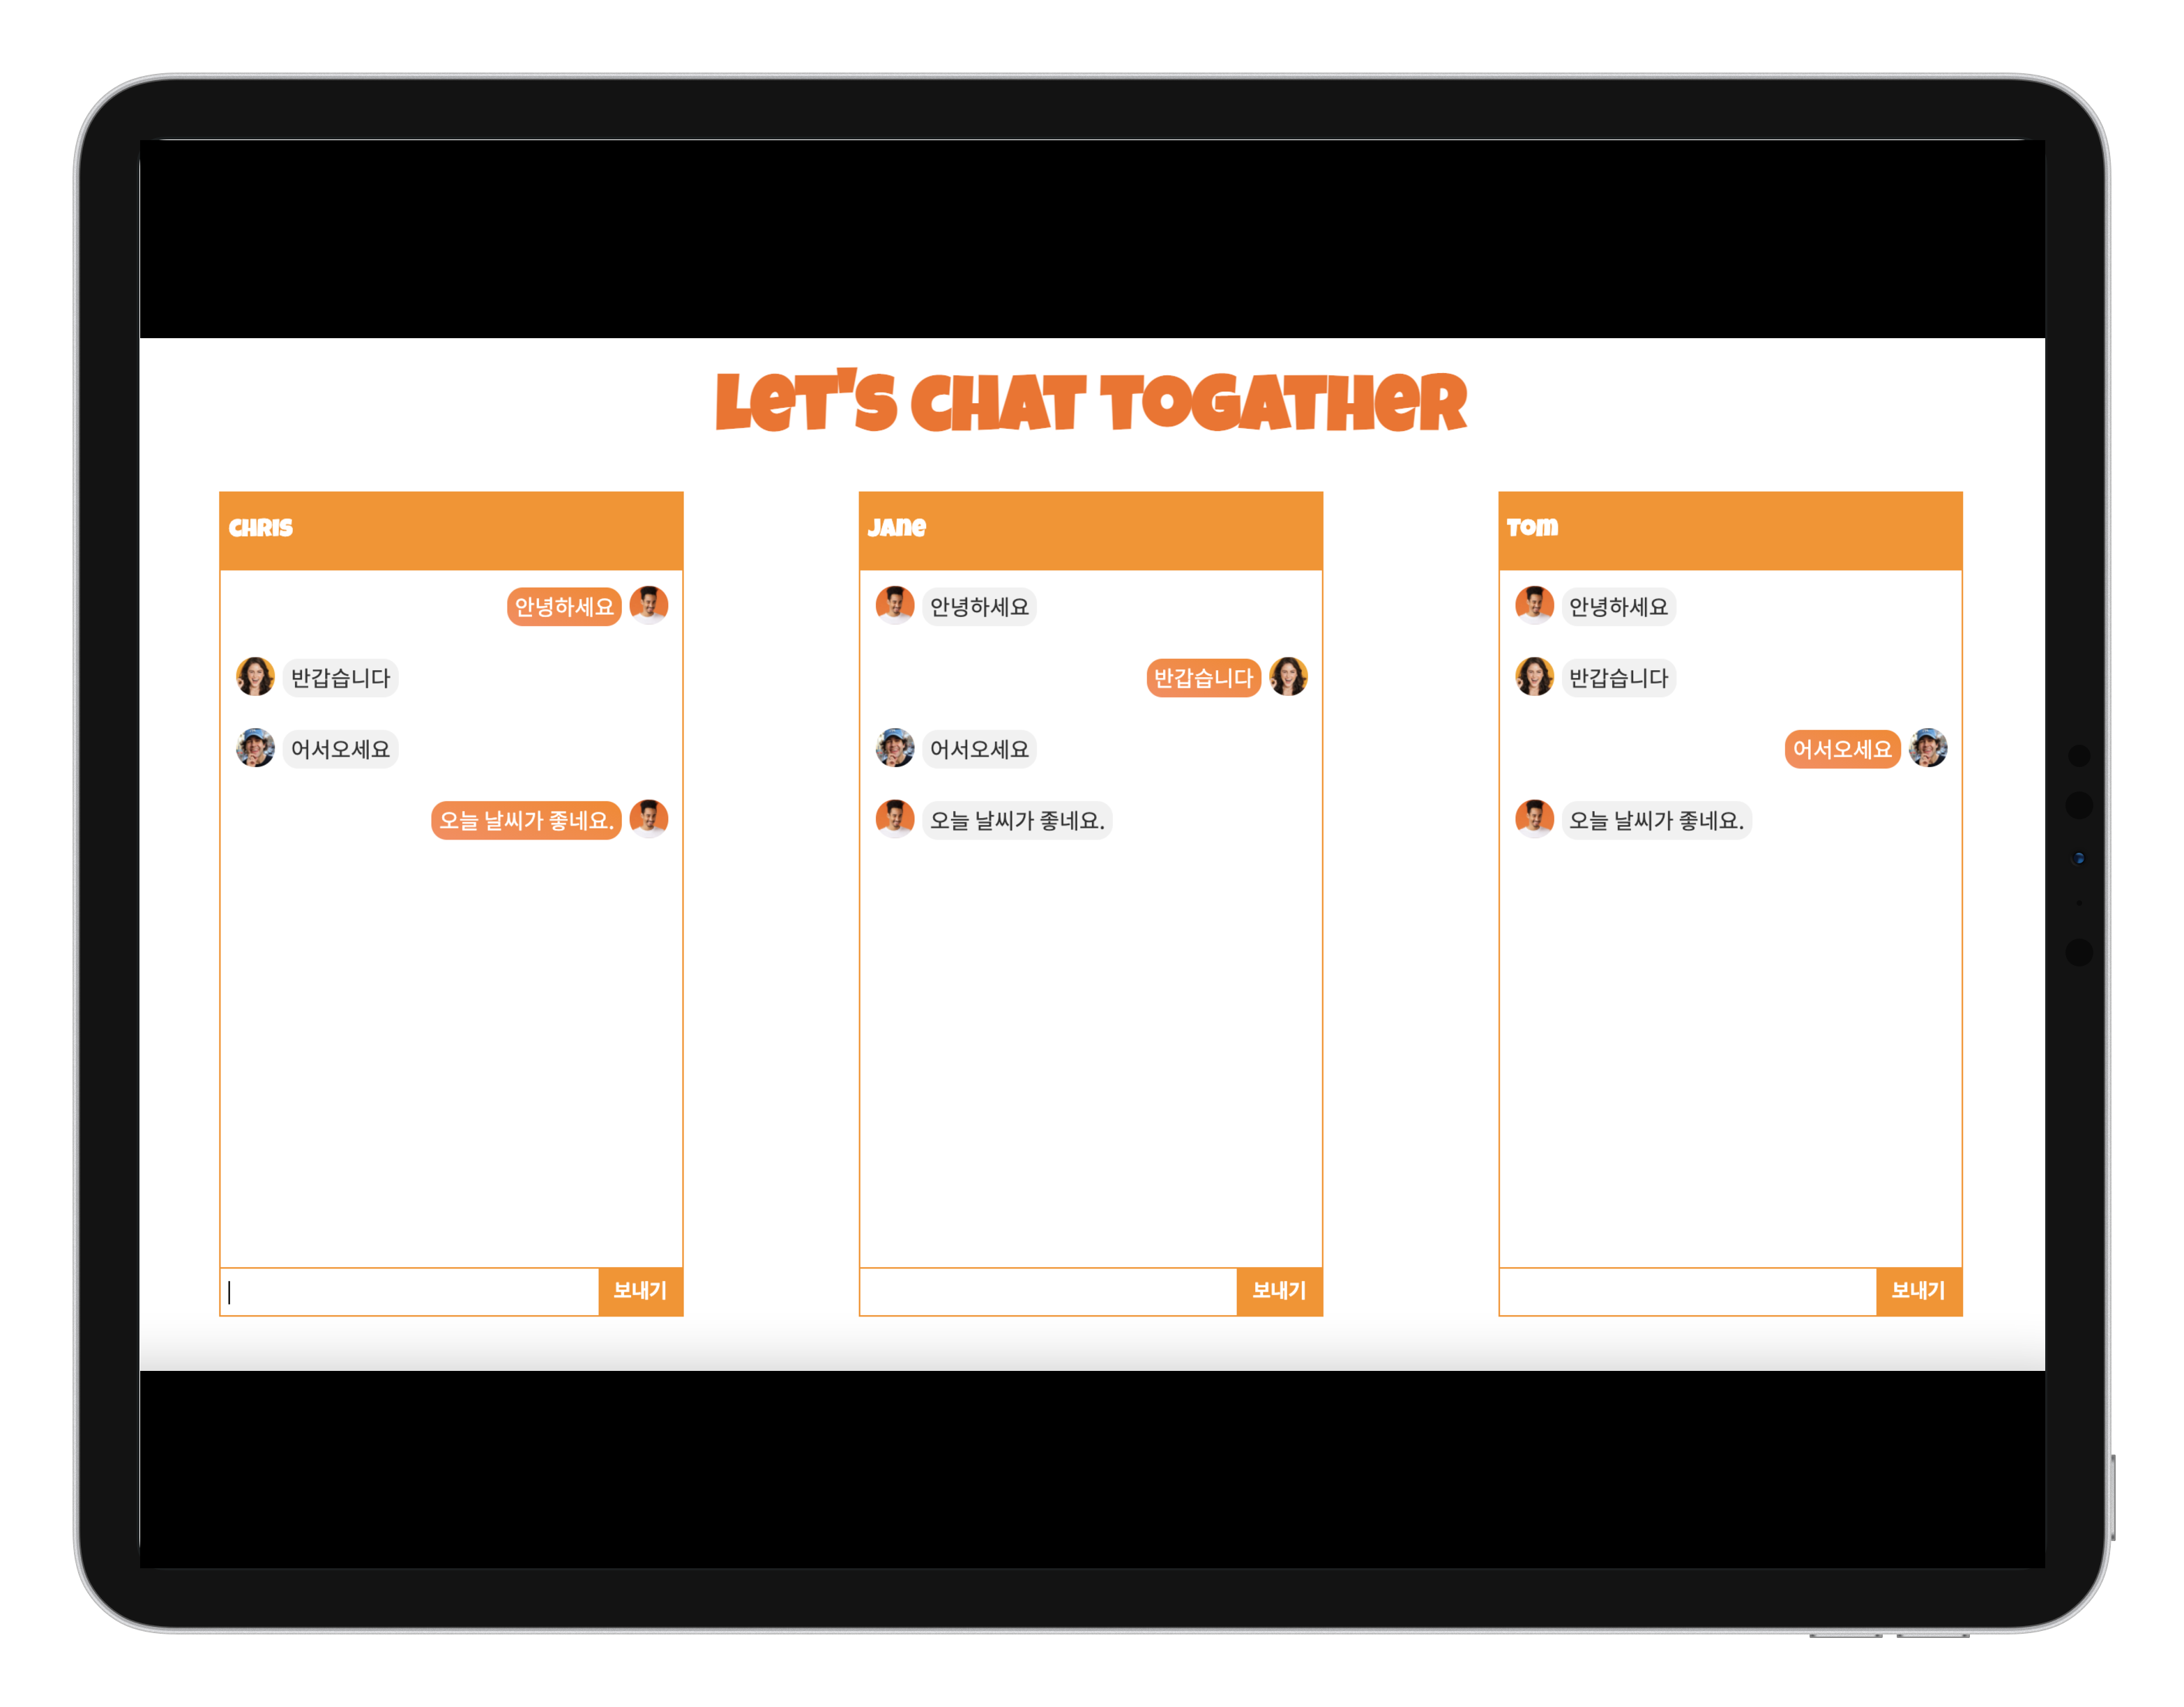 LET'S CHAT TOGATHER
CHRIS
안녕하세요
반갑습니다
어서오세요
오늘 날씨가 좋네요.
보내기
JANE
안녕하세요
반갑습니다
어서오세요
오늘 날씨가 좋네요.
보내기
TOM
안녕하세요
반갑습니다
어서오세요
오늘 날씨가 좋네요.
보내기